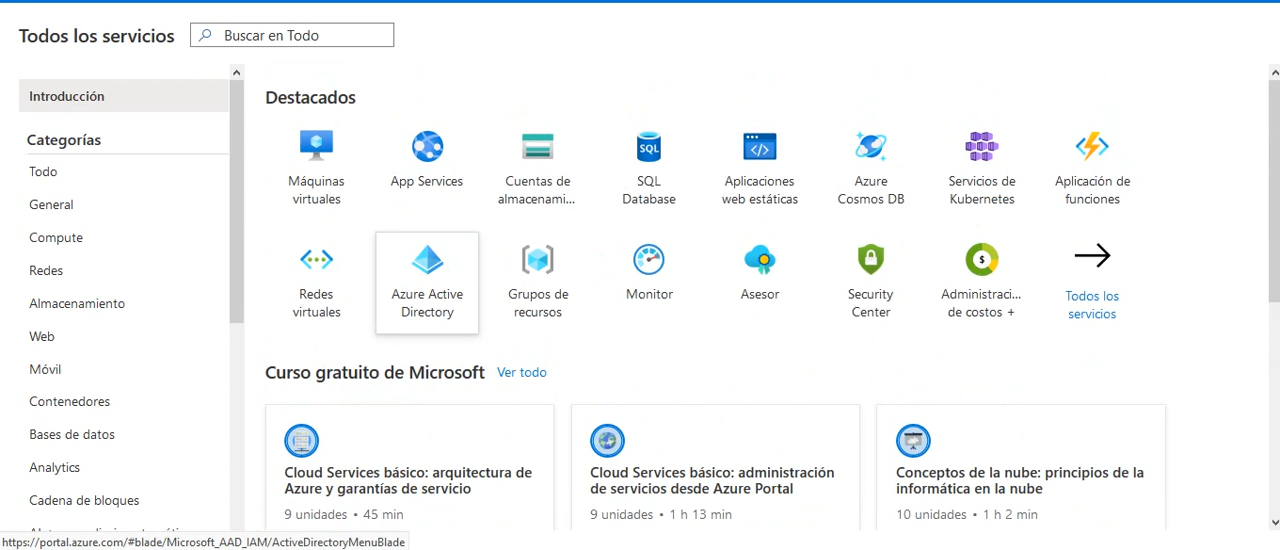 Todos los servicios
Buscar en Todo
Introducción
Categorías
Todo
General
Compute
Redes
Almacenamiento
Web
Móvil
Contenedores
Bases de datos
Analytics
Cadena de bloques
Destacados
Máquinas
virtuales
App Services
Cuentas de
almacenami...
SQL
SQL
Database
Aplicaciones
web estáticas
Azure
Cosmos DB
Servicios de
Kubernetes
Aplicación de
funciones
Redes
virtuales
Azure Active
Directory
Grupos de
recursos
Monitor
Asesor
Security
Center
Administraci...
de costos +
Todos los
servicios
Curso gratuito de Microsoft Ver todo
Cloud Services básico: arquitectura de
Azure y garantías de servicio
9 unidades • 45 min
Cloud Services básico: administración
de servicios desde Azure Portal
9 unidades • 1 h 13 min
Conceptos de la nube: principios de la
informática en la nube
10 unidades • 1 h 2 min
https://portal.azure.com/#blade/Microsoft_AAD_IAM/ActiveDirectoryMenuBlade